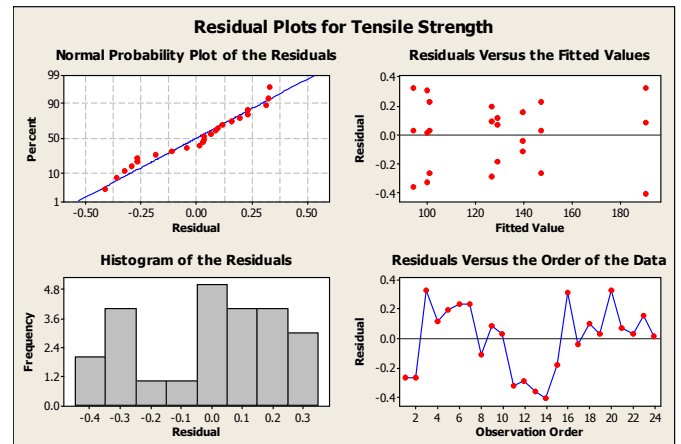 Residual Plots for Tensile Strength
Normal Probability Plot of the Residuals
99
90
50
10
1
Percent
-0.50 -0.25 0.00 0.25 0.50
Residual
Residuals Versus the Fitted Values
0.4
0.2
0.0
-0.2
-0.4
Residual
100 120 140 160 180
Fitted Value
Histogram of the Residuals
4.8
3.6
2.4
1.2
0.0
Frequency
-0.4 -0.3 -0.2 -0.1 0.0 0.1 0.2 0.3
Residual
Residuals Versus the Order of the Data
0.4
0.2
0.0
-0.2
-0.4
Residual
2 4 6 8 10 12 14 16 18 20 22 24
Observation Order